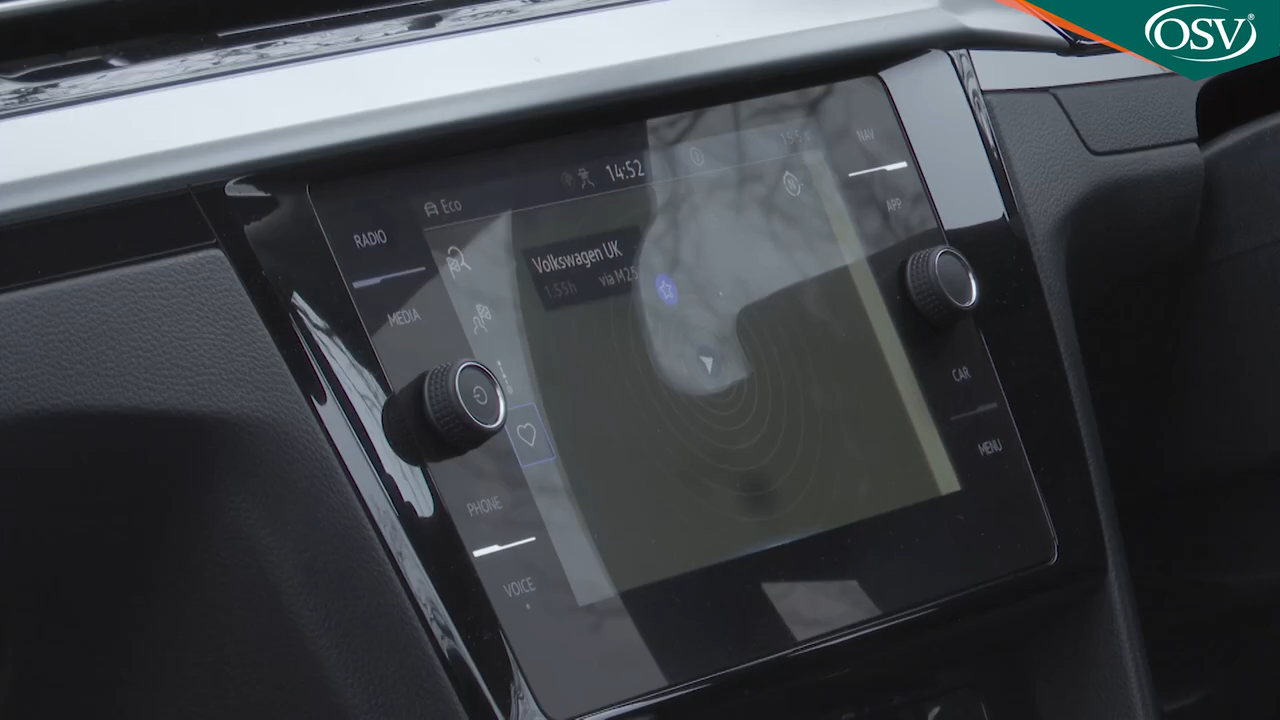 OSV
14:52
NAV
Eco
APP
RADIO
Volkswagen UK
1:55h via M25
MEDIA
CAR
MENU
PHONE
VOICE